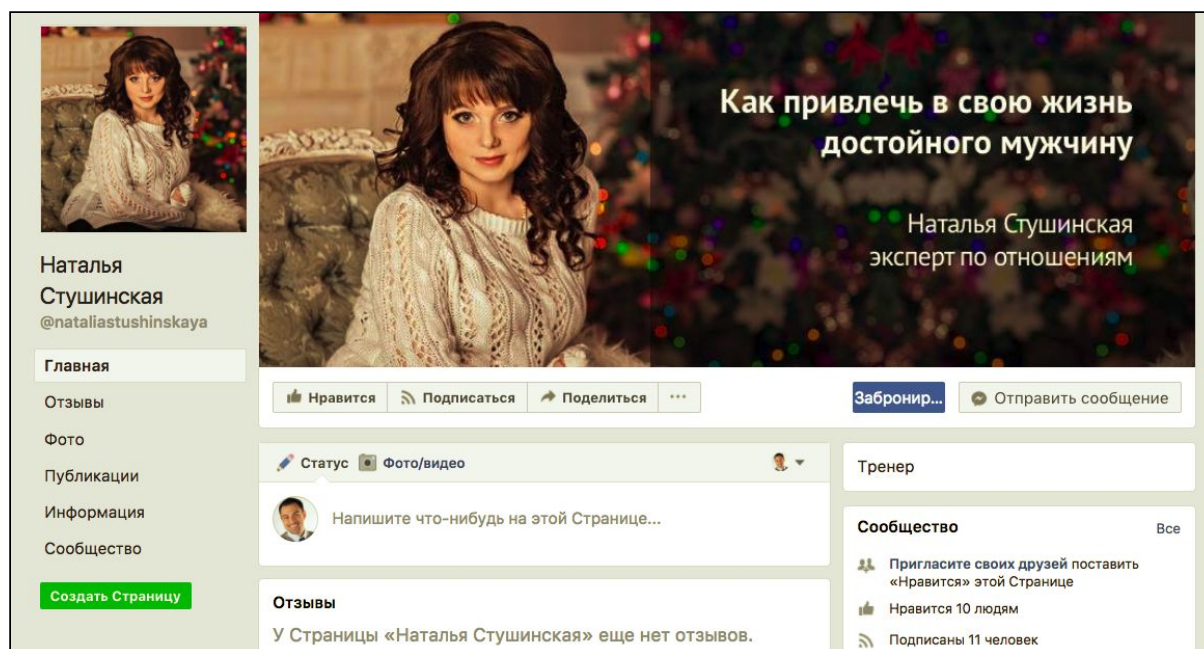 Как привлечь в свою жизнь
достойного мужчину
Наталья Стушинская
эксперт по отношениям
Наталья
Стушинская
@nataliastushinskaya
Главная
Отзывы
Фото
Публикации
Информация
Сообщество
Создать Страницу
Нравится
Подписаться
Поделиться
...
Забронир...
Отправить сообщение
Статус
Фото/видео
Напишите что-нибудь на этой Странице...
Отзывы
У Страницы «Наталья Стушинская» еще нет отзывов.
Тренер
Сообщество
Все
Пригласите своих друзей поставить
«Нравится» этой Странице
Нравится 10 людям
Подписаны 11 человек